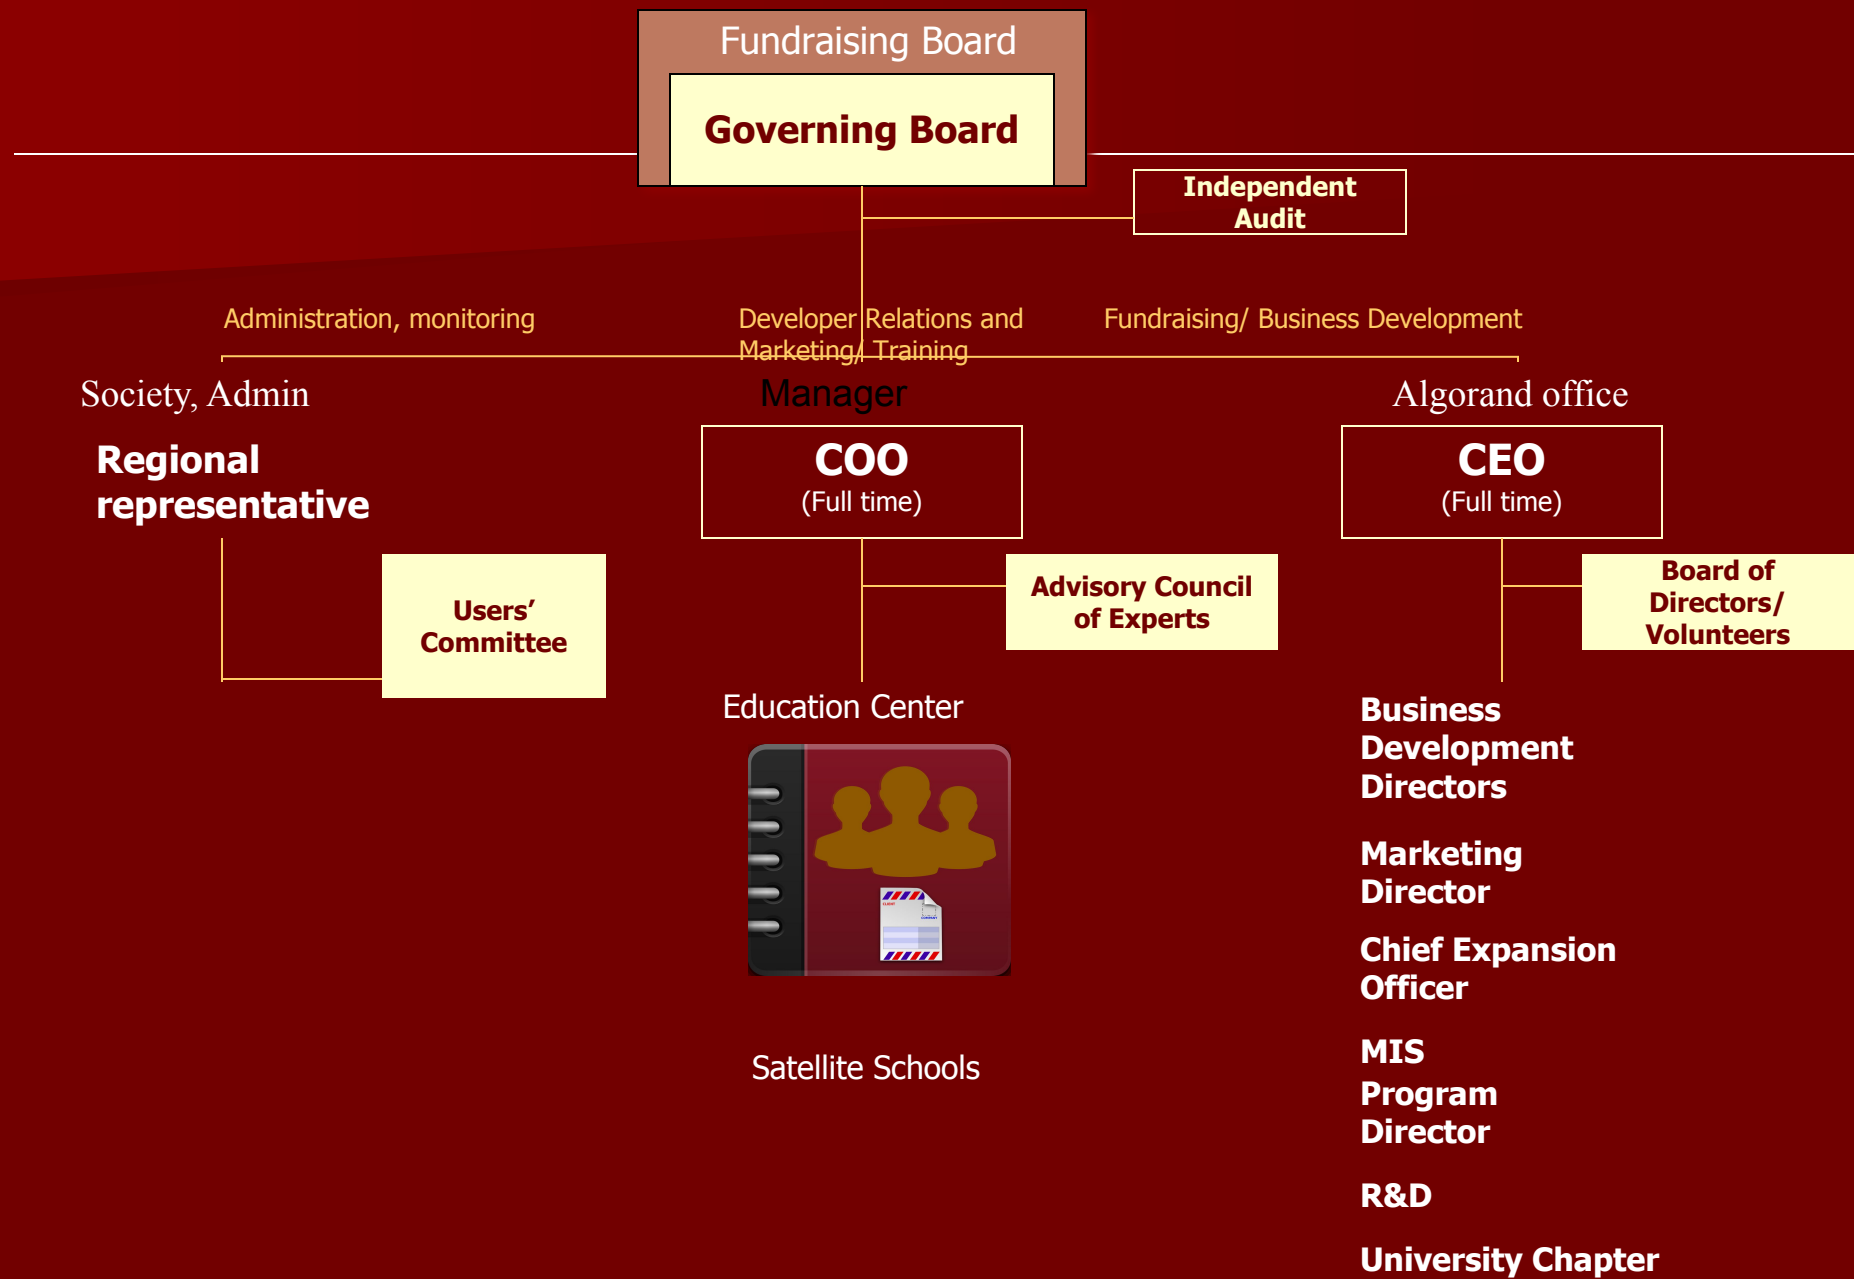 Fundraising Board
Governing Board
Independent
Audit
Administration, monitoring
Developer Relations and
Marketing/ Training
Fundraising/ Business Development
Society, Admin
Manager
Algorand office
Regional
representative
COO
(Full time)
CEO
(Full time)
Users’
Committee
Advisory Council
of Experts
Board of
Directors/
Volunteers
Education Center
Satellite Schools
Business
Development
Directors
Marketing
Director
Chief Expansion
Officer
MIS
Program
Director
R&D
University Chapter